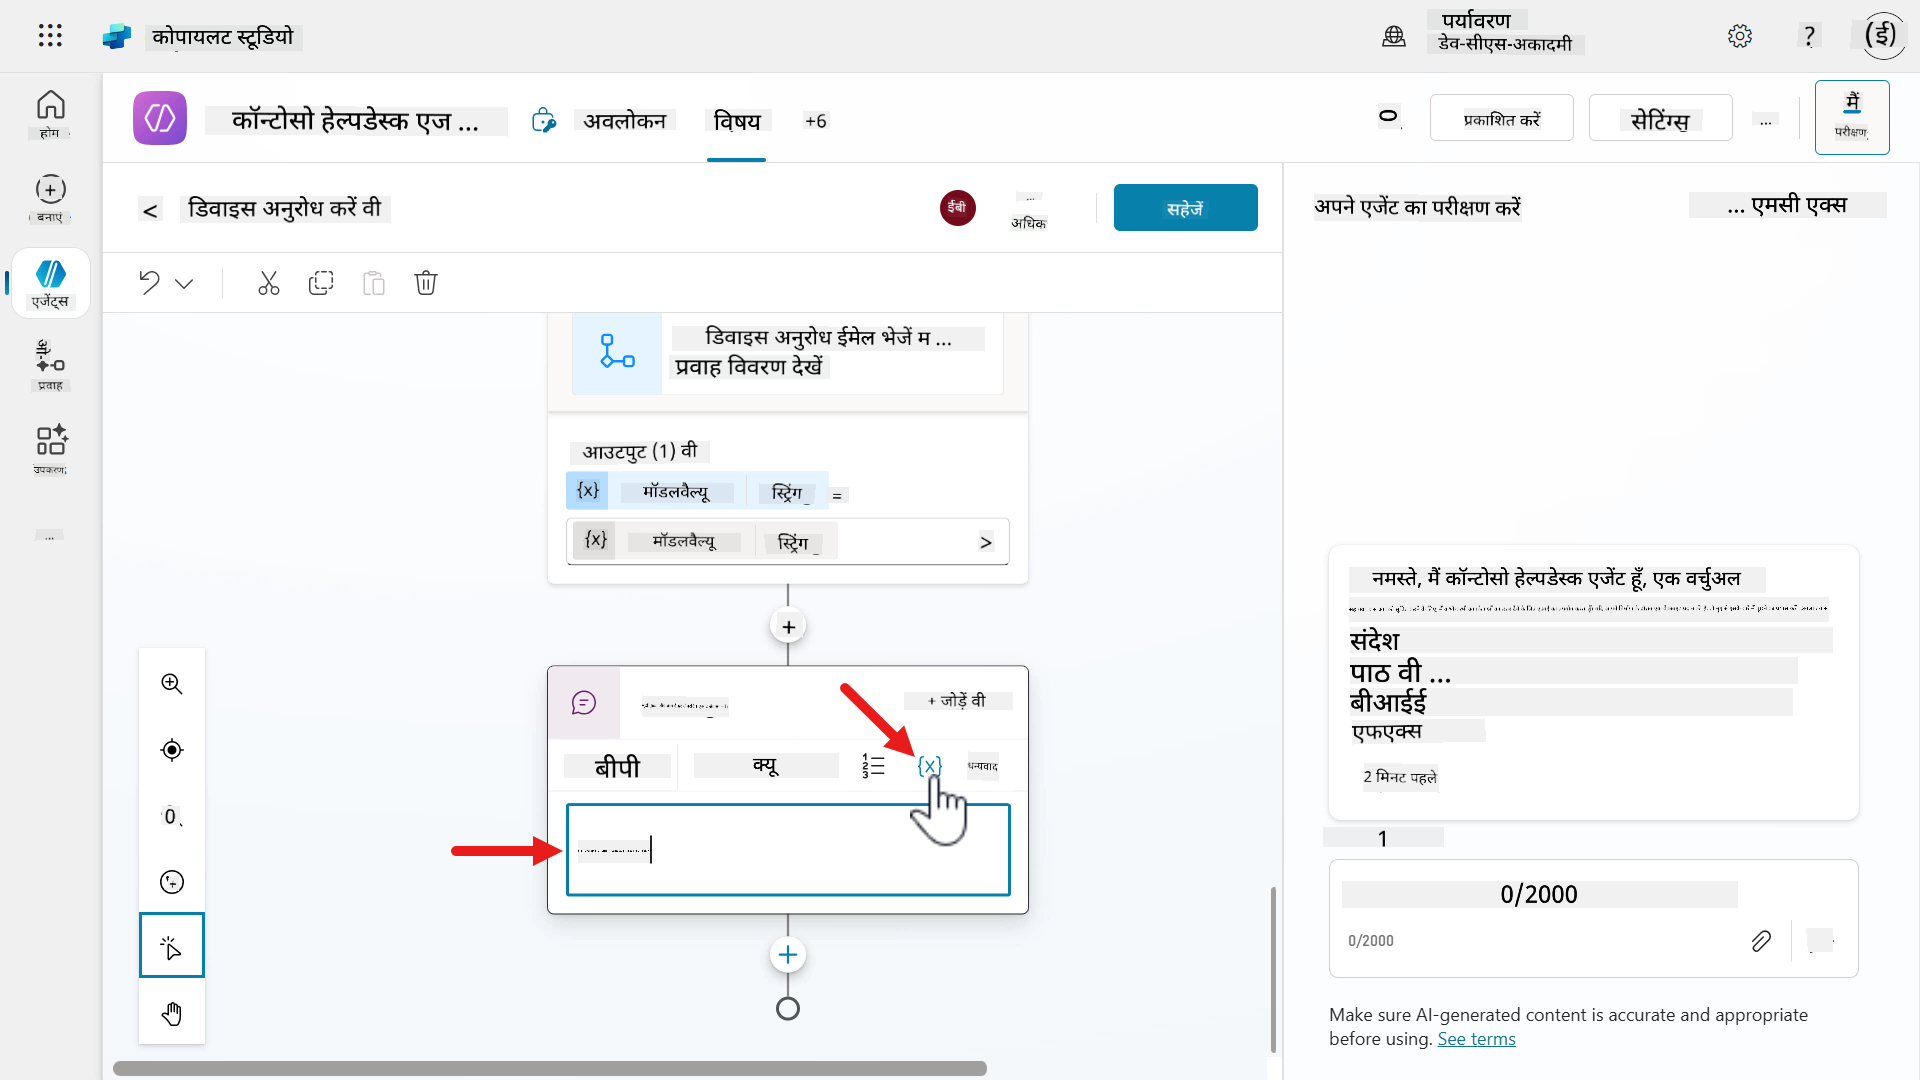 कोपायलट स्टूडियो
पर्यावरण
डेव-सीएस-अकादमी
?
(ई)
होम
बनाएं
एजेंट्स
प्रवाह
उपकरण;
...
कॉन्टोसो हेल्पडेस्क एज ...
अवलोकन
विषय
+6
प्रकाशित करें
सेटिंग्स
...
मैं
परीक्षण
<
डिवाइस अनुरोध करें वी
ईबी
...
अधिक
सहेजें
डिवाइस अनुरोध ईमेल भेजें म ...
प्रवाह विवरण देखें
आउटपुट (1) वी
{x} मॉडलवैल्यू स्ट्रिंग =
{x} मॉडलवैल्यू स्ट्रिंग >
+ जोड़ें वी
बीपी
क्यू
{x}
धन्यवाद
अपने एजेंट का परीक्षण करें
... एमसी एक्स
नमस्ते, मैं कॉन्टोसो हेल्पडेस्क एजेंट हूँ, एक वर्चुअल
संदेश
पाठ वी ...
बीआईई
एफएक्स
2 मिनट पहले
1
0/2000
0/2000
Make sure AI-generated content is accurate and appropriate
before using. See terms